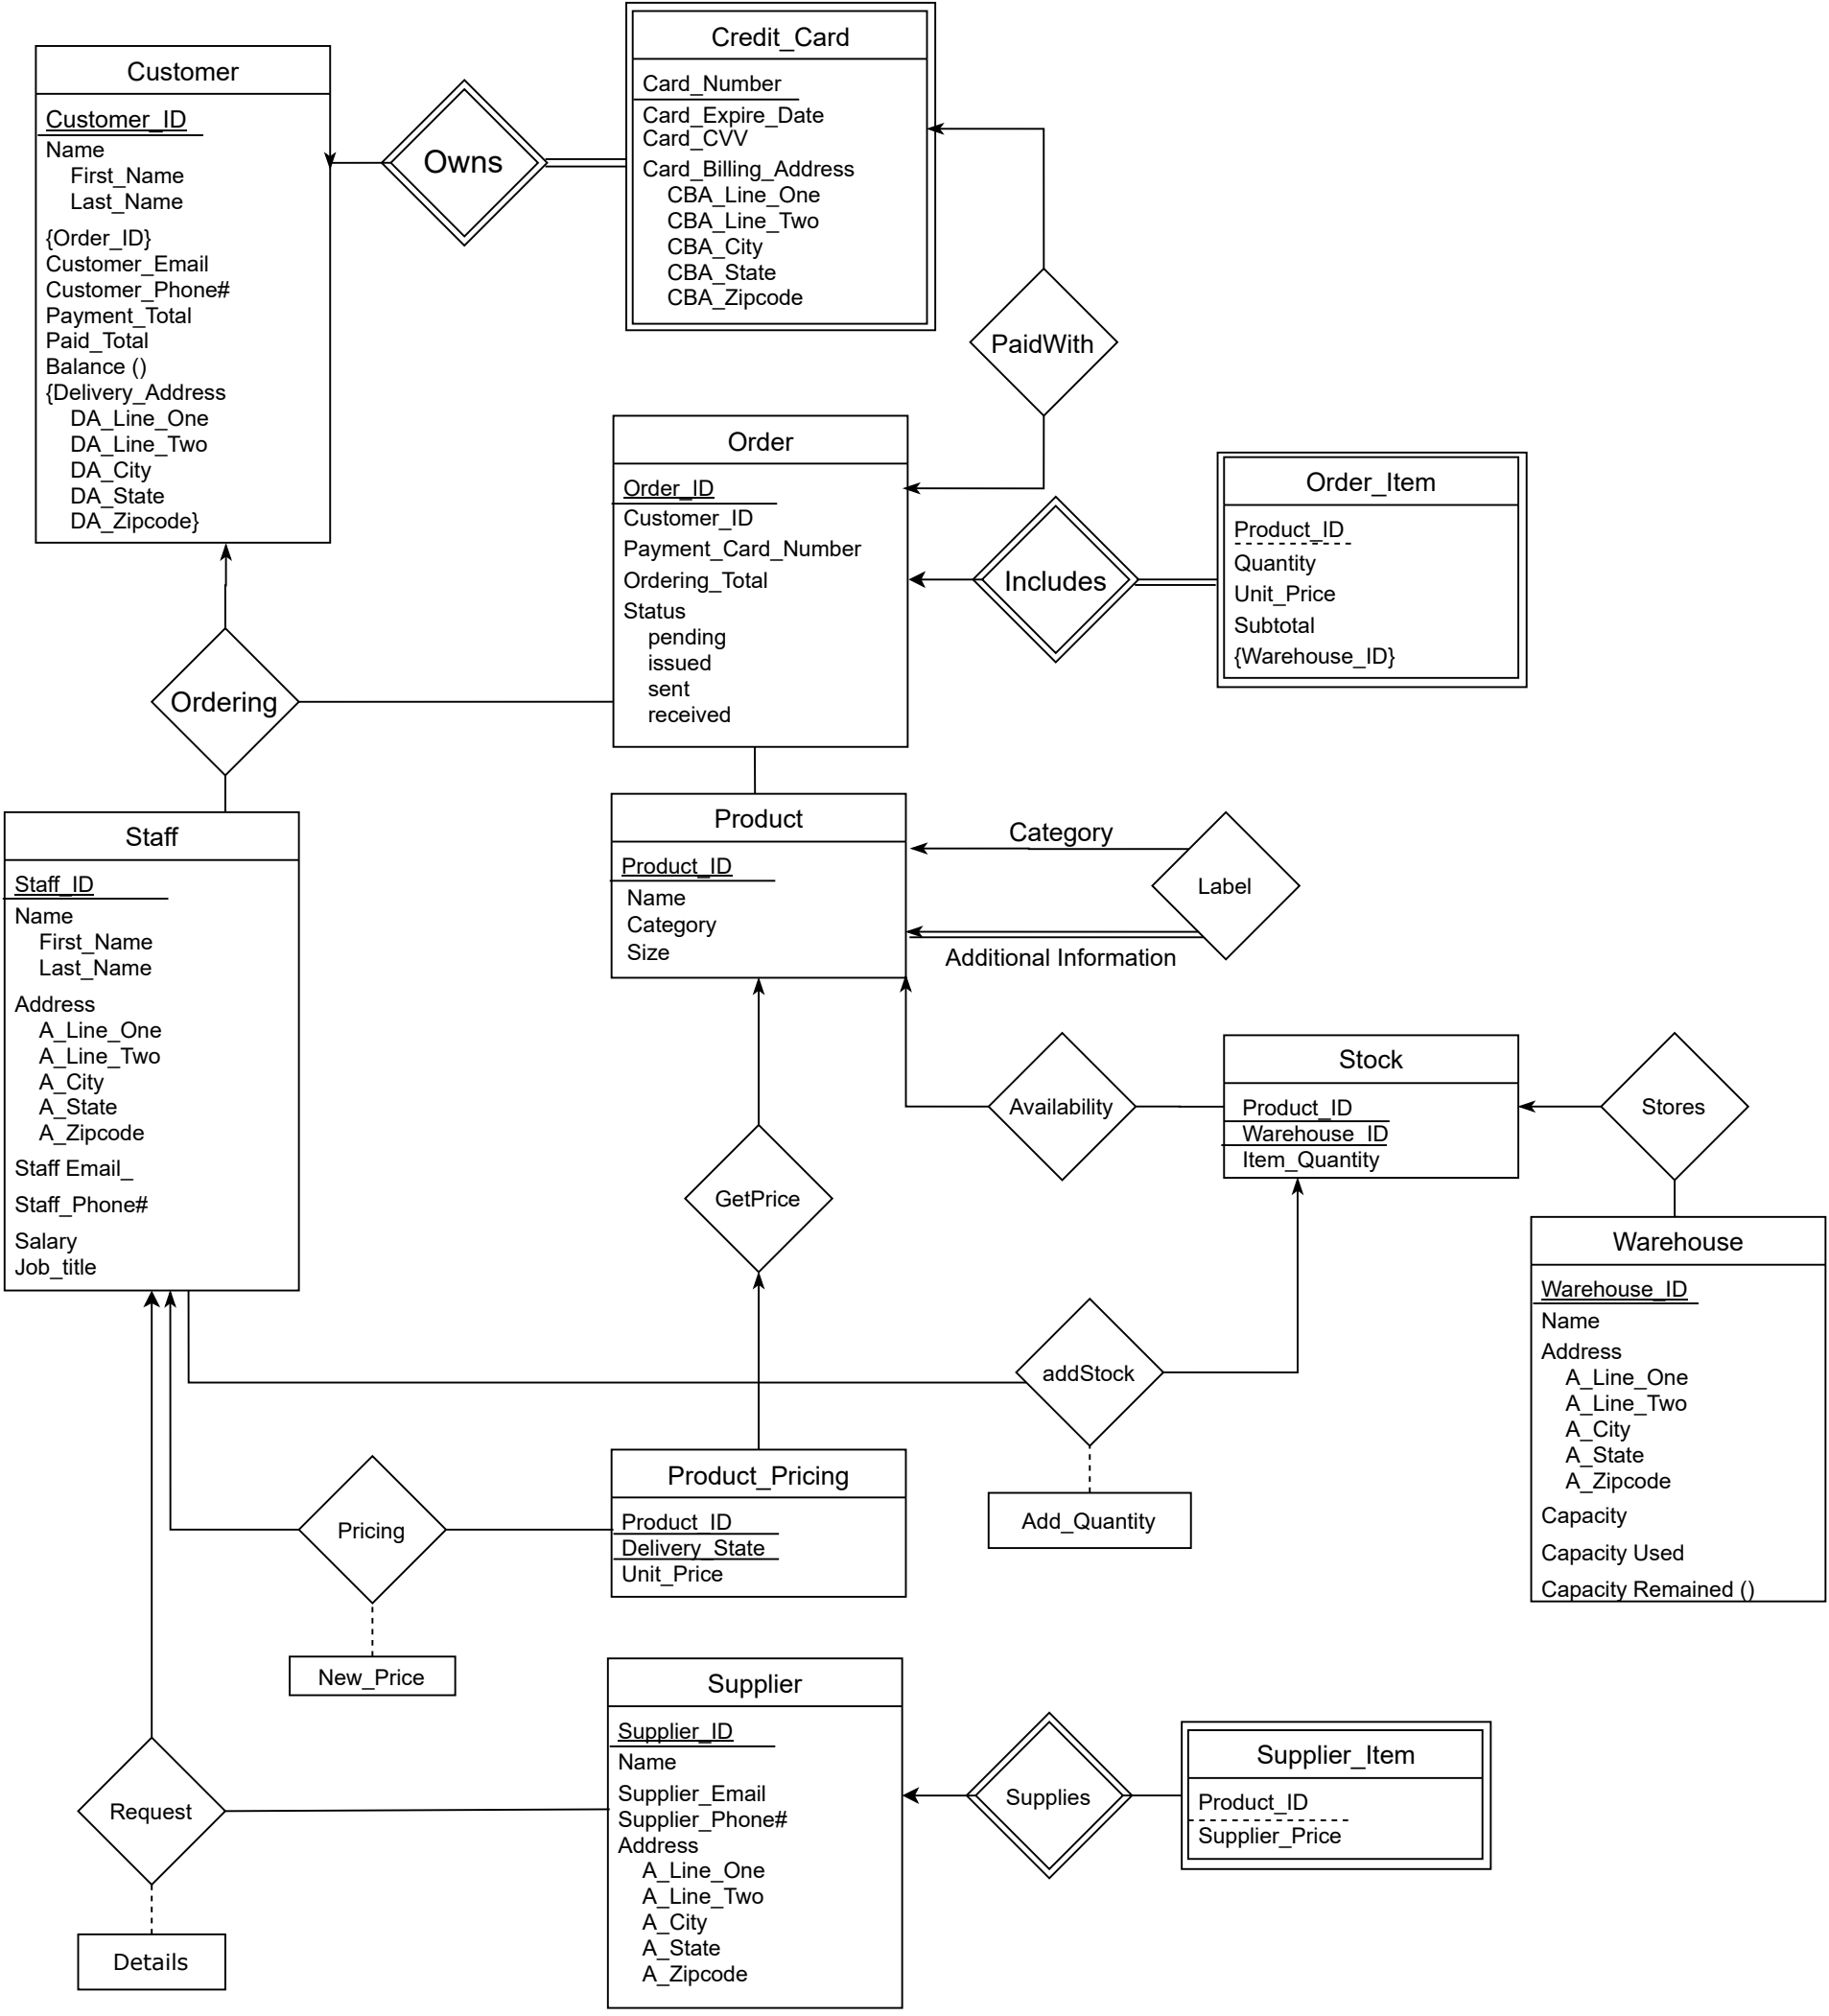 Customer
Customer_ID
Name
First_Name
Last_Name
{Order_ID}
Customer_Email
Customer_Phone#
Payment_Total
Paid_Total
Balance ()
{Delivery_Address
DA_Line_One
DA_Line_Two
DA_City
DA_State
DA_Zipcode}
Owns
Credit_Card
Card_Number
Card_Expire_Date
Card_CVV
Card_Billing_Address
CBA_Line_One
CBA_Line_Two
CBA_City
CBA_State
CBA_Zipcode
PaidWith
Order
Order_ID
Customer_ID
Payment_Card_Number
Ordering_Total
Status
pending
issued
sent
received
Includes
Order_Item
Product_ID
Quantity
Unit_Price
Subtotal
{Warehouse_ID}
Ordering
Staff
Staff_ID
Name
First_Name
Last_Name
Address
A_Line_One
A_Line_Two
A_City
A_State
A_Zipcode
Staff Email_
Staff_Phone#
Salary
Job_title
Product
Product_ID
Name
Category
Size
Category
Label
Additional Information
Availability
Stock
Product_ID
Warehouse_ID
Item_Quantity
Stores
GetPrice
Warehouse
Warehouse_ID
Name
Address
A_Line_One
A_Line_Two
A_City
A_State
A_Zipcode
Capacity
Capacity Used
Capacity Remained ()
addStock
Add_Quantity
Pricing
New_Price
Product_Pricing
Product_ID
Delivery_State
Unit_Price
Request
Details
Supplier
Supplier_ID
Name
Supplier_Email
Supplier_Phone#
Address
A_Line_One
A_Line_Two
A_City
A_State
A_Zipcode
Supplies
Supplier_Item
Product_ID
Supplier_Price